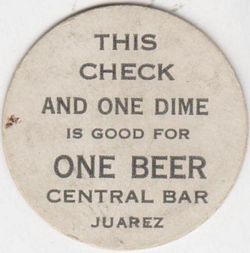 THIS
CHECK
AND ONE DIME
IS GOOD FOR
ONE BEER
CENTRAL BAR
JUAREZ